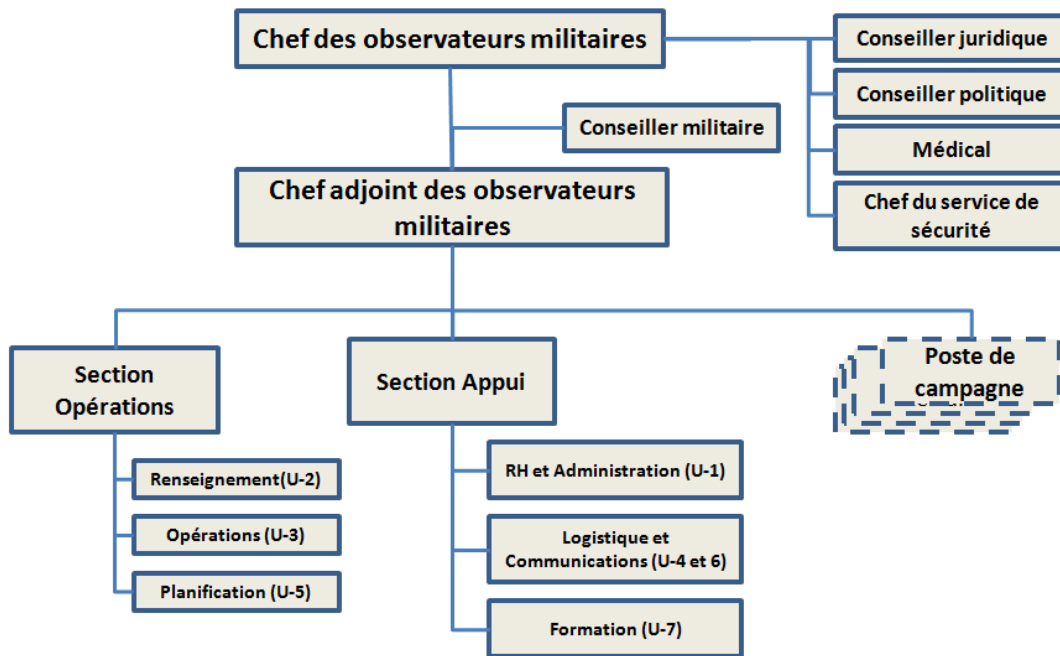 Chef des observateurs militaires
Conseiller juridique
Conseiller politique
Conseiller militaire
Médical
Chef adjoint des observateurs
militaires
Chef du service de
sécurité
Section
Opérations
Section Appui
Poste de
campagne
Renseignement(U-2)
Opérations (U-3)
Planification (U-5)
RH et Administration (U-1)
Logistique et
Communications (U-4 et 6)
Formation (U-7)